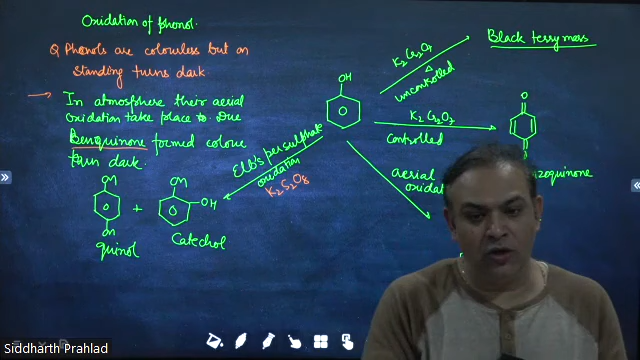 Oxidation of phenol.
Q Phenols are colourless but on
standing turns dark
→ In atmosphere their aerial
oxidation take place to. Due
Benzquinone formed colour
turn dark.
OH
K2Cr2O7
Δ
uncontrolled
Black terry mass
K2Cr2O7
controlled
O
O
zoquinone
aerial
oxidat
Elb's persulphate
oxidation
K2S2O8
OH
OH
quinol
+
OH
OH
Catechol
Siddharth Prahlad